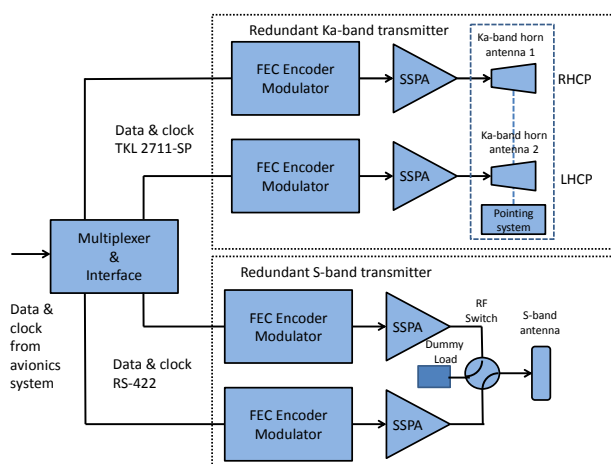 Redundant Ka-band transmitter
FEC Encoder
Modulator
SSPA
Ka-band horn
antenna 1
RHCP
Data & clock
TKL 2711-SP
FEC Encoder
Modulator
SSPA
Ka-band horn
antenna 2
LHCP
Pointing
system
Multiplexer
&
Interface
Data &
clock
from
avionics
system
Redundant S-band transmitter
FEC Encoder
Modulator
SSPA
RF
Switch
S-band
antenna
Dummy
Load
Data & clock
RS-422
FEC Encoder
Modulator
SSPA